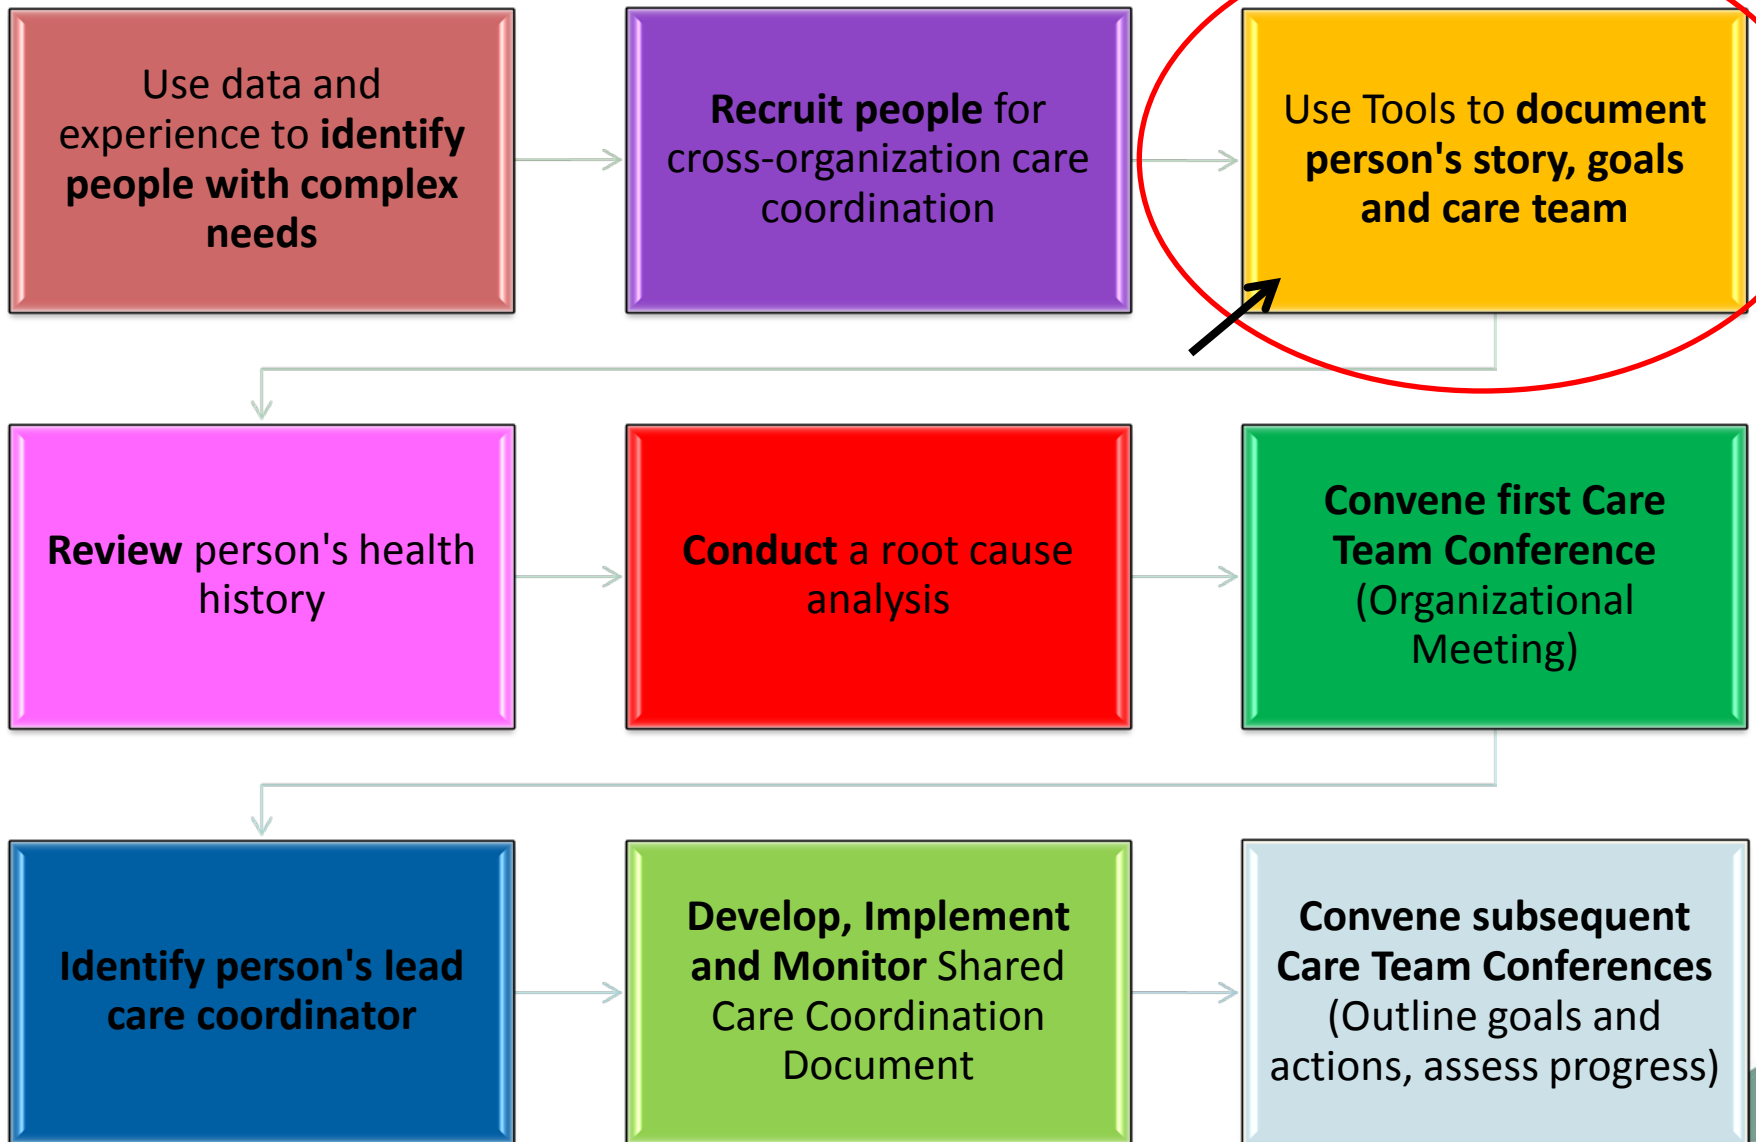 Use data and
experience to identify
people with complex
needs
Recruit people for
cross-organization care
coordination
Use Tools to document
person's story, goals
and care team
Review person's health
history
Conduct a root cause
analysis
Convene first Care
Team Conference
(Organizational
Meeting)
Identify person's lead
care coordinator
Develop, Implement
and Monitor Shared
Care Coordination
Document
Convene subsequent
Care Team Conferences
(Outline goals and
actions, assess progress)